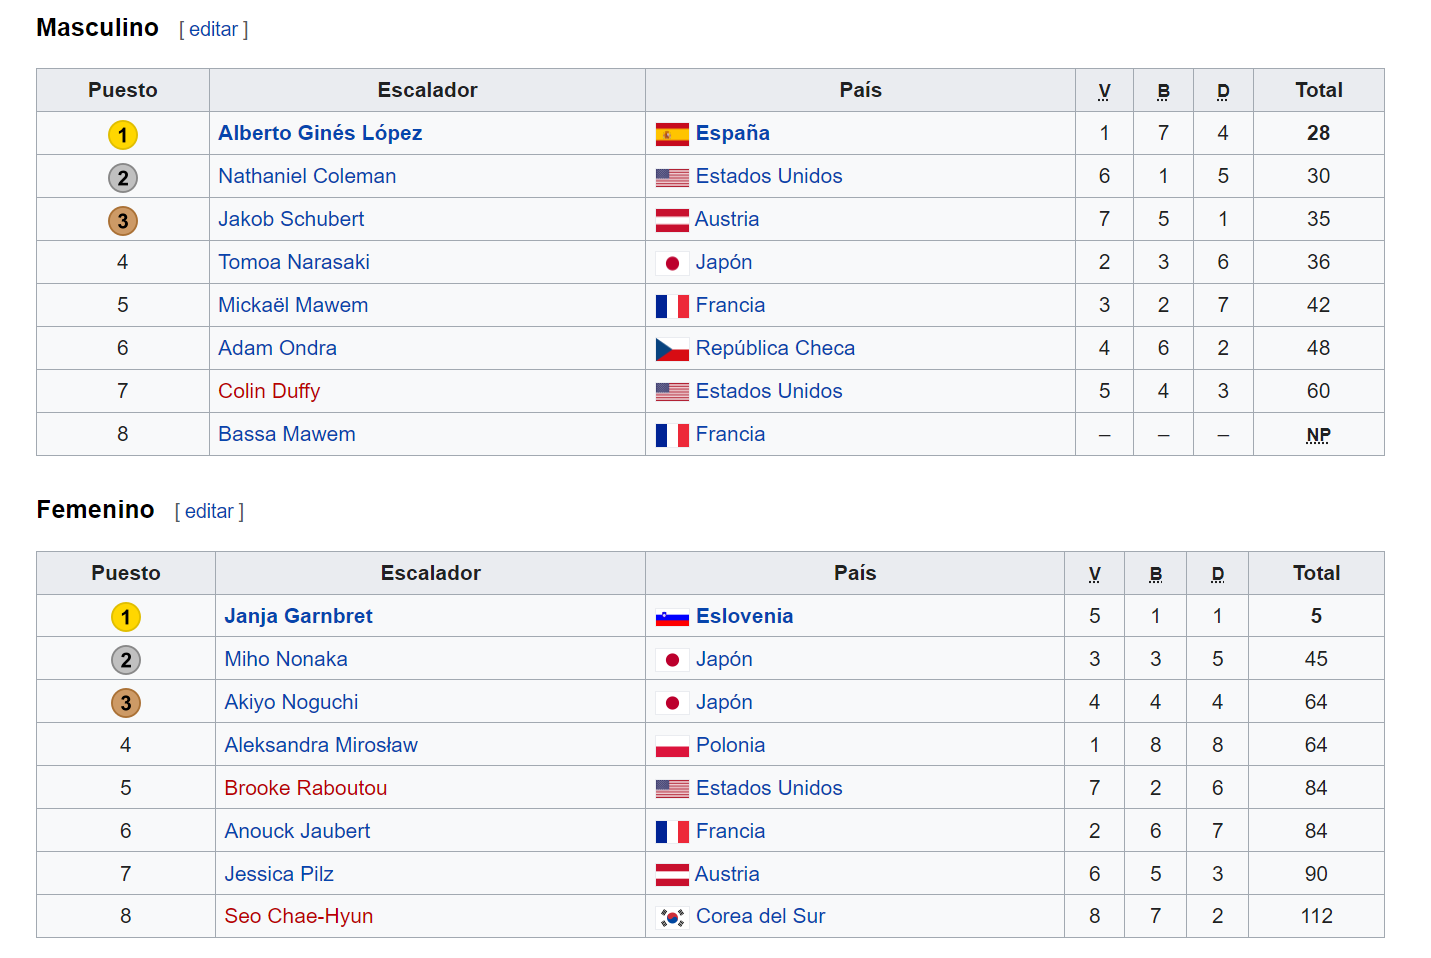 Masculino [ editar ]
Puesto Escalador País V B D Total
1 Alberto Ginés López España 1 7 4 28
2 Nathaniel Coleman Estados Unidos 6 1 5 30
3 Jakob Schubert Austria 7 5 1 35
4 Tomoa Narasaki Japón 2 3 6 36
5 Mickaël Mawem Francia 3 2 7 42
6 Adam Ondra República Checa 4 6 2 48
7 Colin Duffy Estados Unidos 5 4 3 60
8 Bassa Mawem Francia – – – NP
Femenino [ editar ]
Puesto Escalador País V B D Total
1 Janja Garnbret Eslovenia 5 1 1 5
2 Miho Nonaka Japón 3 3 5 45
3 Akiyo Noguchi Japón 4 4 4 64
4 Aleksandra Mirosław Polonia 1 8 8 64
5 Brooke Raboutou Estados Unidos 7 2 6 84
6 Anouck Jaubert Francia 2 6 7 84
7 Jessica Pilz Austria 6 5 3 90
8 Seo Chae-Hyun Corea del Sur 8 7 2 112